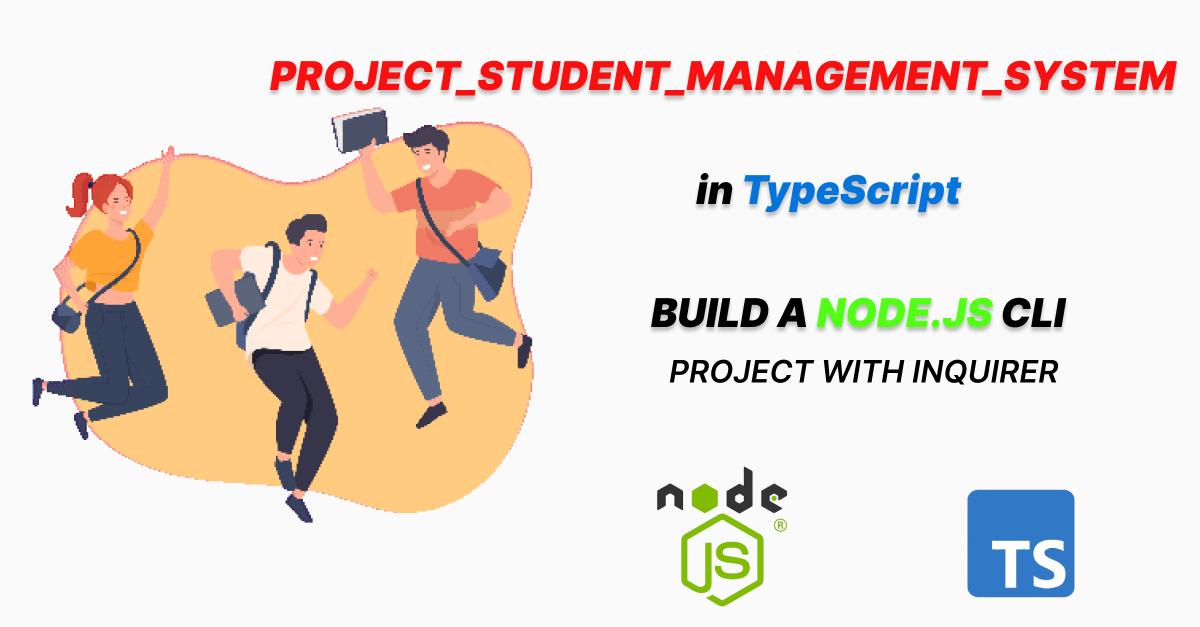 PROJECT_STUDENT_MANAGEMENT_SYSTEM
in TypeScript
BUILD A NODE.JS CLI
PROJECT WITH INQUIRER
node
JS
®
TS